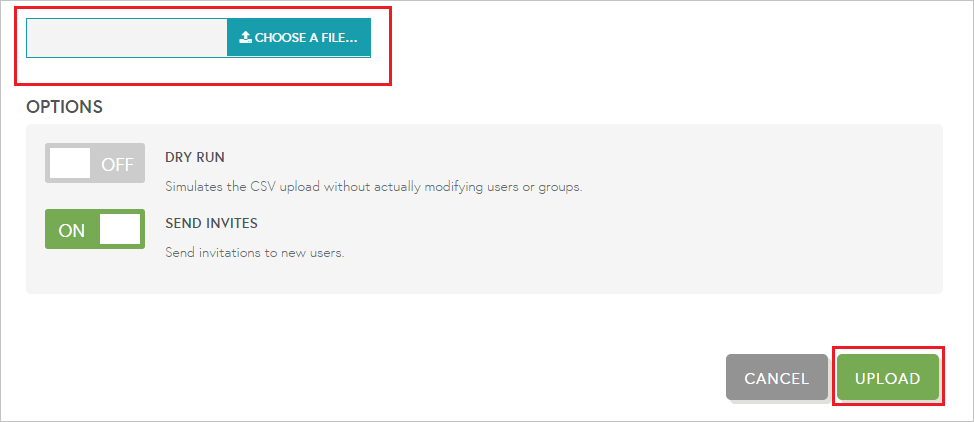 CHOOSE A FILE...
OPTIONS
OFF
DRY RUN
Simulates the CSV upload without actually modifying users or groups.
ON
SEND INVITES
Send invitations to new users.
CANCEL
UPLOAD